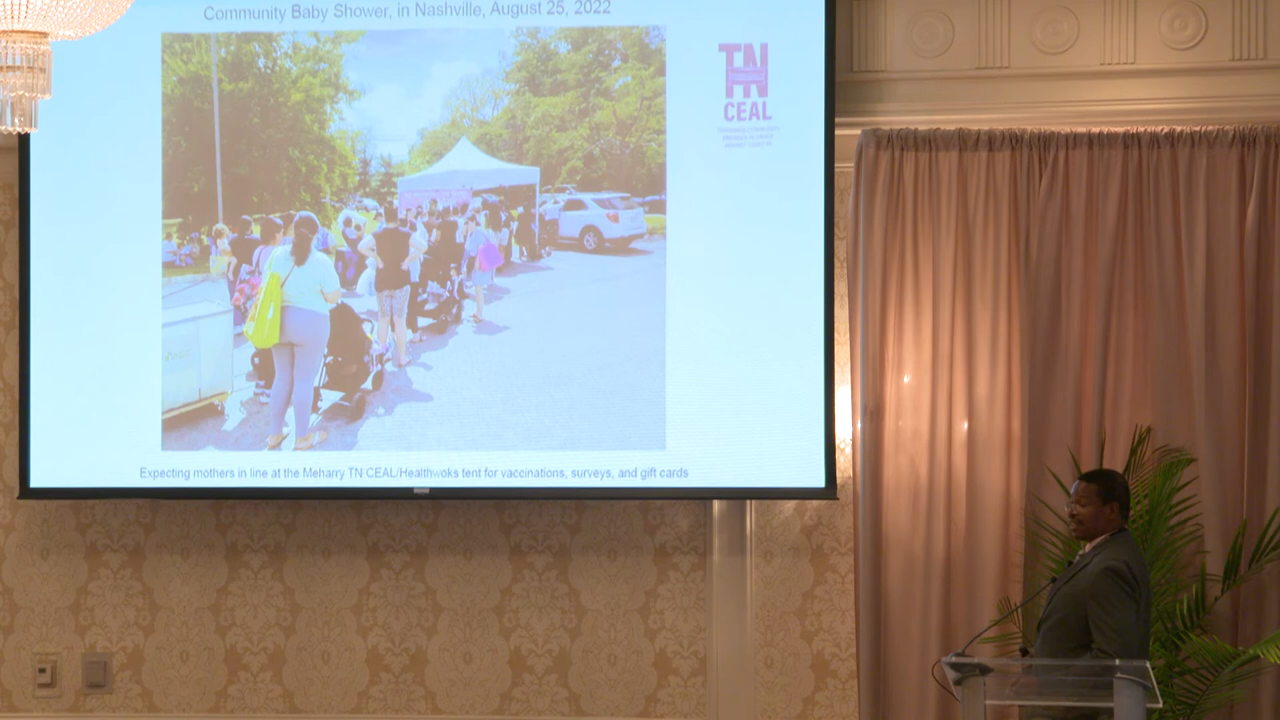 Community Baby Shower, in Nashville, August 25, 2022
TN
CEAL
Expecting mothers in line at the Meharry TN CEAL/Healthwoks tent for vaccinations, surveys, and gift cards